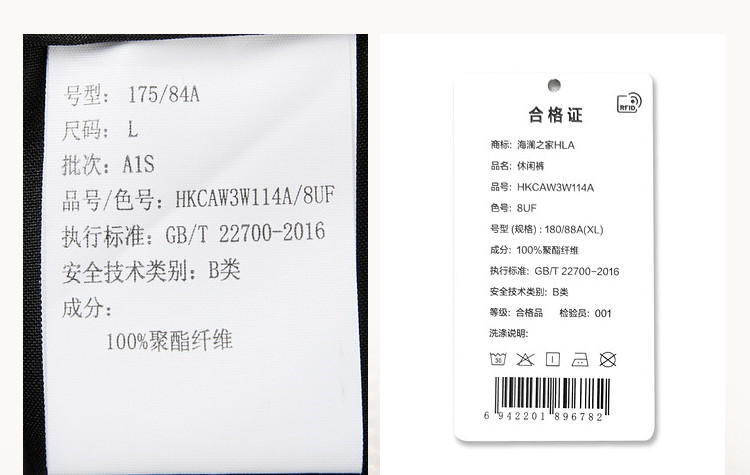 号型: 175/84A
尺码: L
批次: A1S
品号/色号: HKCAW3W114A/8UF
执行标准: GB/T 22700-2016
安全技术类别: B类
成分:
100%聚酯纤维
RFID
合格证
商标: 海澜之家HLA
品名: 休闲裤
品号: HKCAW3W114A
色号: 8UF
号型 (规格) : 180/88A(XL)
成分: 100%聚酯纤维
执行标准: GB/T 22700-2016
安全技术类别: B类
等级: 合格品 检验员: 001
洗涤说明:
30
6 942201 896782